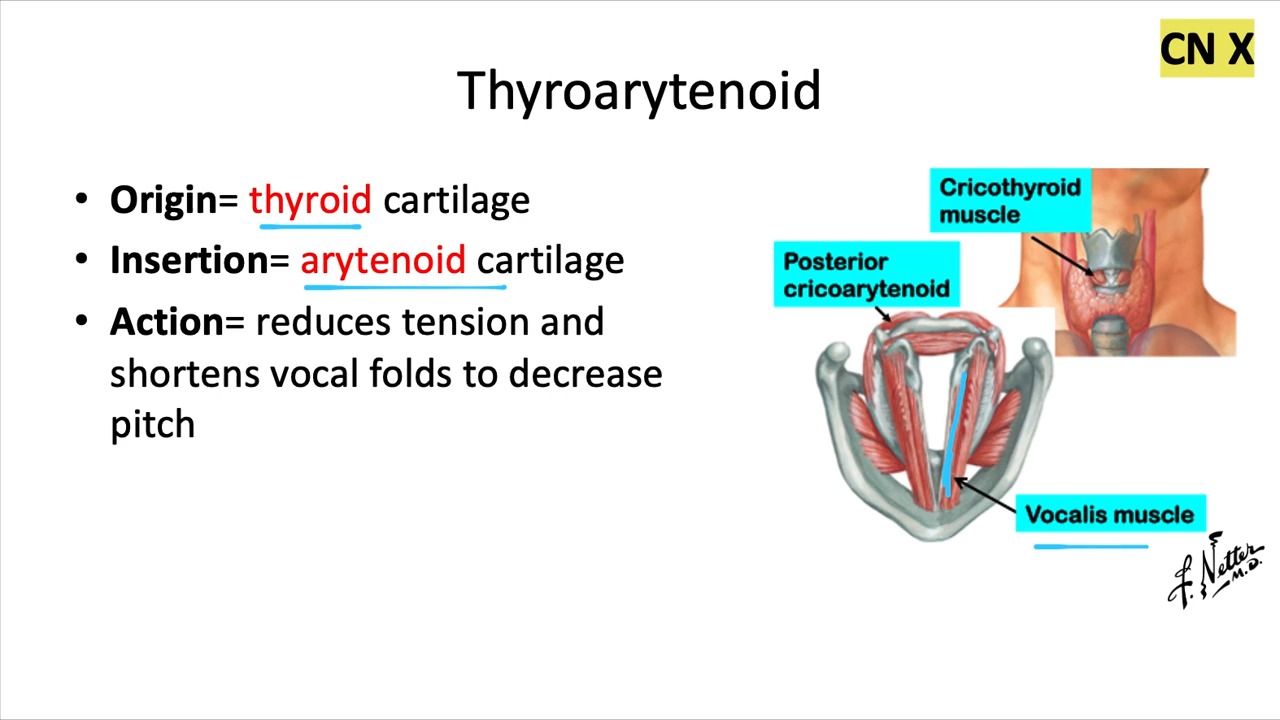 CN X
Thyroarytenoid
• Origin= thyroid cartilage
• Insertion= arytenoid cartilage
• Action= reduces tension and
shortens vocal folds to decrease
pitch
Cricothyroid
muscle
Posterior
cricoarytenoid
Vocalis muscle
F. Netter
M.D.